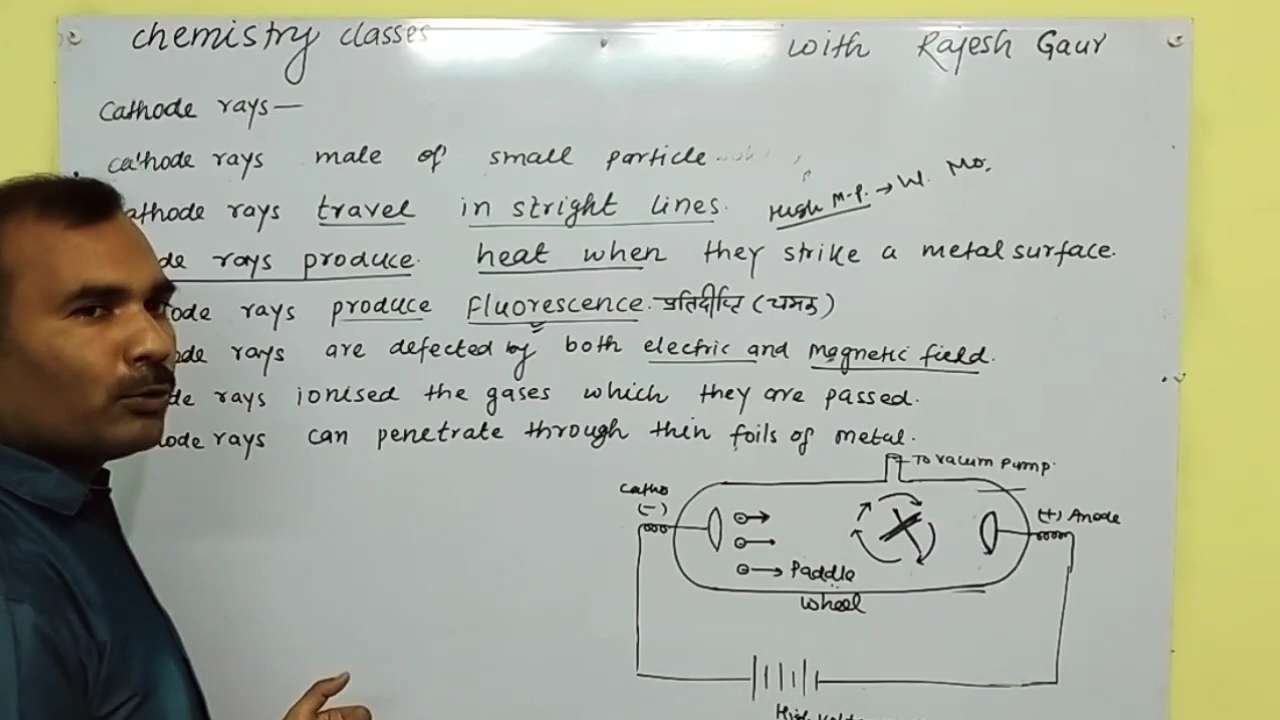 chemistry classes with Rajesh Gaur
Cathode rays—
cathode rays male of small particle
athode rays travel in stright lines. High M.P. → W. Mo.
de rays produce heat when they strike a metal surface.
ode rays produce fluorescence. प्रतिदीप्ति (चमक)
ode rays are defected by both electric and magnetic field.
de rays ionised the gases which they are passed.
ode rays can penetrate through thin foils of metal.
To vacum Pump.
Catho
(-)
(+) Anode
Paddle
wheel